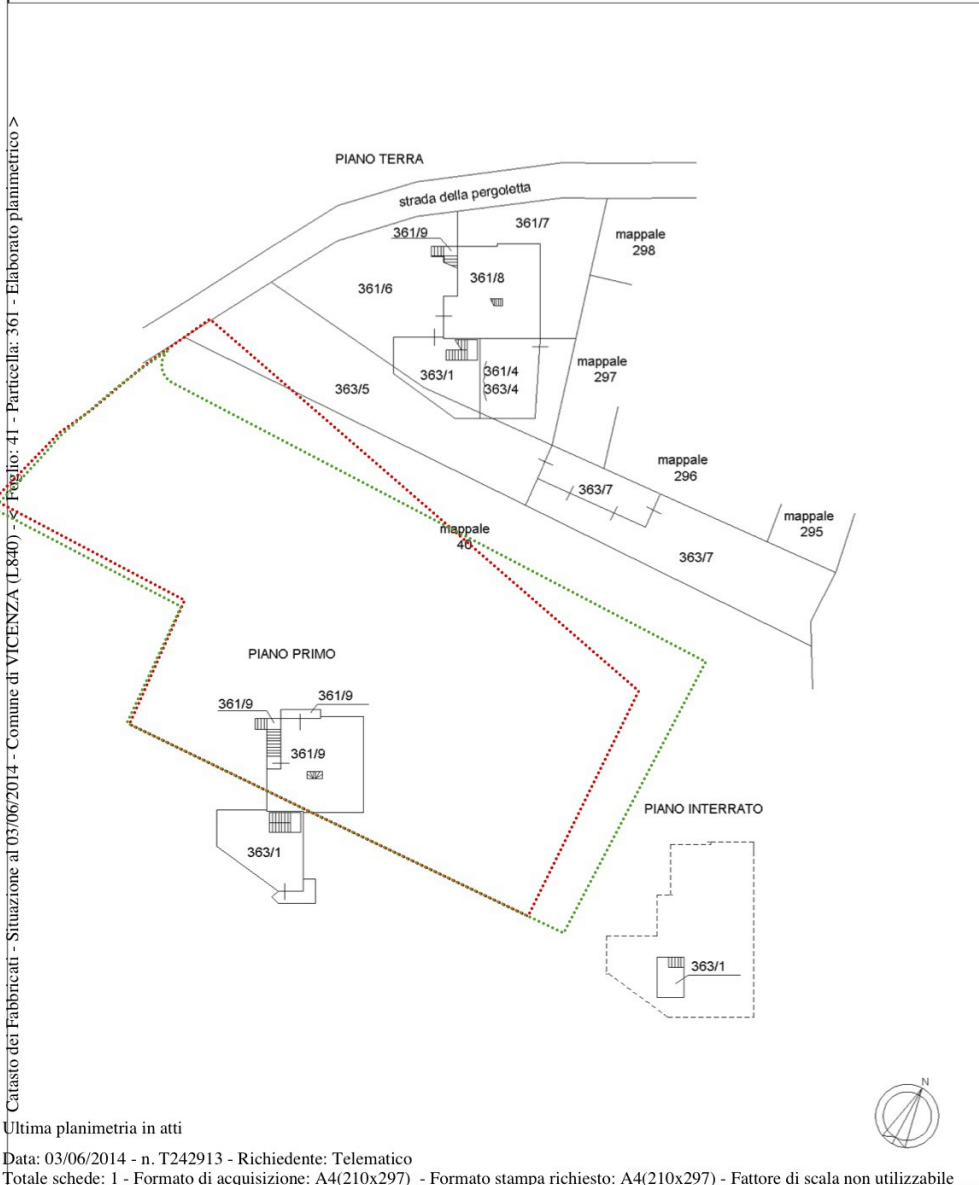 PIANO TERRA
strada della pergoletta
361/7
361/9
mappale
298
361/8
361/6
mappale
297
363/1
361/4
363/4
363/5
mappale
296
363/7
mappale
295
mappale
40
363/7
PIANO PRIMO
361/9
361/9
361/9
363/1
PIANO INTERRATO
363/1
N
Catasto dei Fabbricati - Situazione al 03/06/2014 - Comune di VICENZA (L840) - < Foglio: 41 - Particella: 361 - Elaborato planimetrico >
Ultima planimetria in atti
Data: 03/06/2014 - n. T242913 - Richiedente: Telematico
Totale schede: 1 - Formato di acquisizione: A4(210x297) - Formato stampa richiesto: A4(210x297) - Fattore di scala non utilizzabile